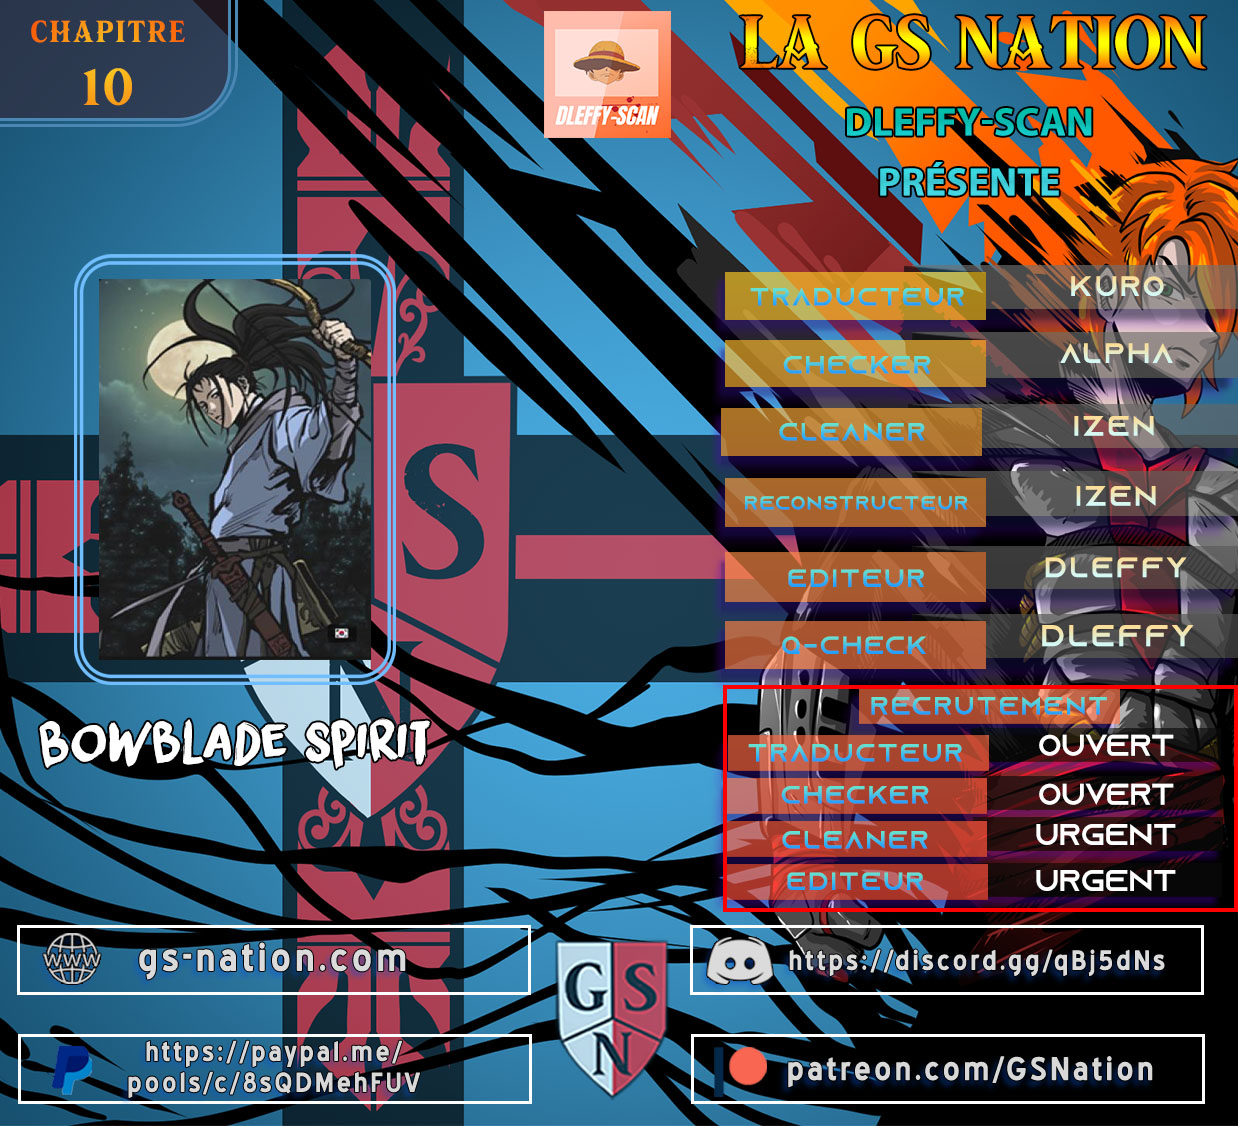 CHAPITRE
10
DLEFFY-SCAN
LA GS NATION
DLEFFY-SCAN
PRÉSENTE
TRADUCTEUR KURO
CHECKER ALPHA
CLEANER IZEN
RECONSTRUCTEUR IZEN
EDITEUR DLEFFY
Q-CHECK DLEFFY
S
N
BOWBLADE SPIRIT
RECRUTEMENT
TRADUCTEUR OUVERT
CHECKER OUVERT
CLEANER URGENT
EDITEUR URGENT
WWW gs-nation.com
https://discord.gg/qBj5dNs
G S
N
https://paypal.me/
pools/c/8sQDMehFUV
patreon.com/GSNation